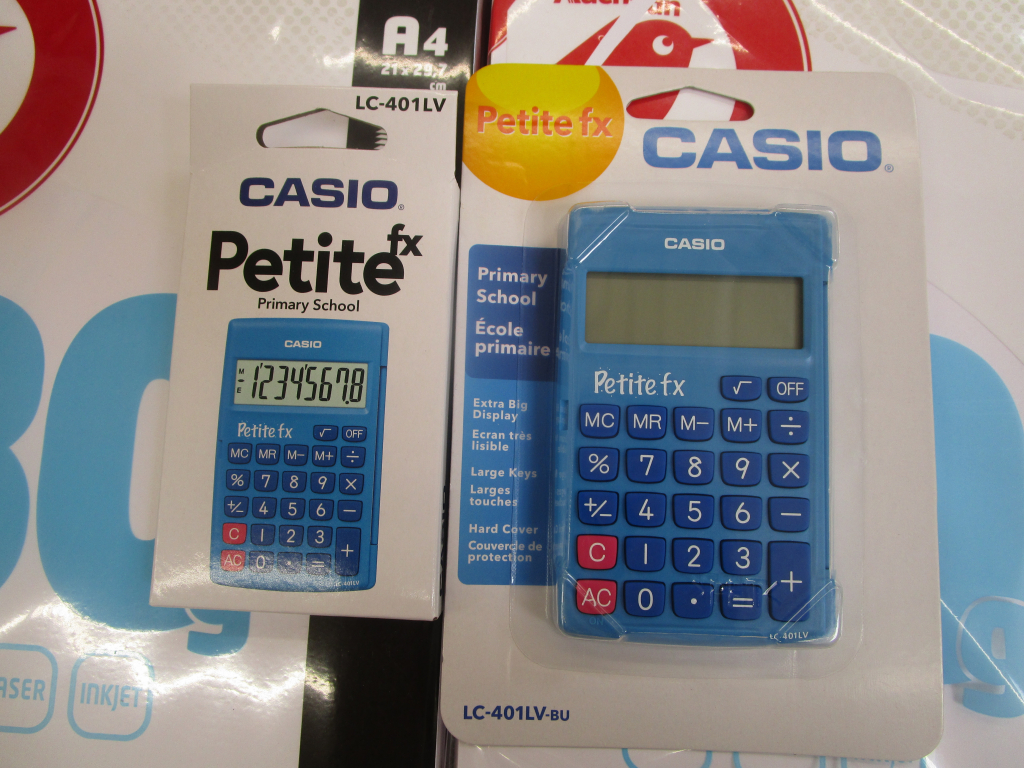 A4
21 x 29,7
cm
Auchan
LC-401LV
CASIO®
Petite fx
Primary School
CASIO
M
E
12345678
Petite fx
√ OFF
MC MR M– M+ ÷
% 7 8 9 ×
+/– 4 5 6 –
C 1 2 3
AC 0 · = +
LC-401LV
Petite fx
CASIO®
Primary
School
École
primaire
Extra Big
Display
Ecran très
lisible
Large Keys
Larges
touches
Hard Cover
Couvercle de
protection
CASIO
Petite fx
√ OFF
MC MR M– M+ ÷
% 7 8 9 ×
+/– 4 5 6 –
C 1 2 3
AC 0 · = +
LC-401LV
LC-401LV-BU
ASER
INKJET